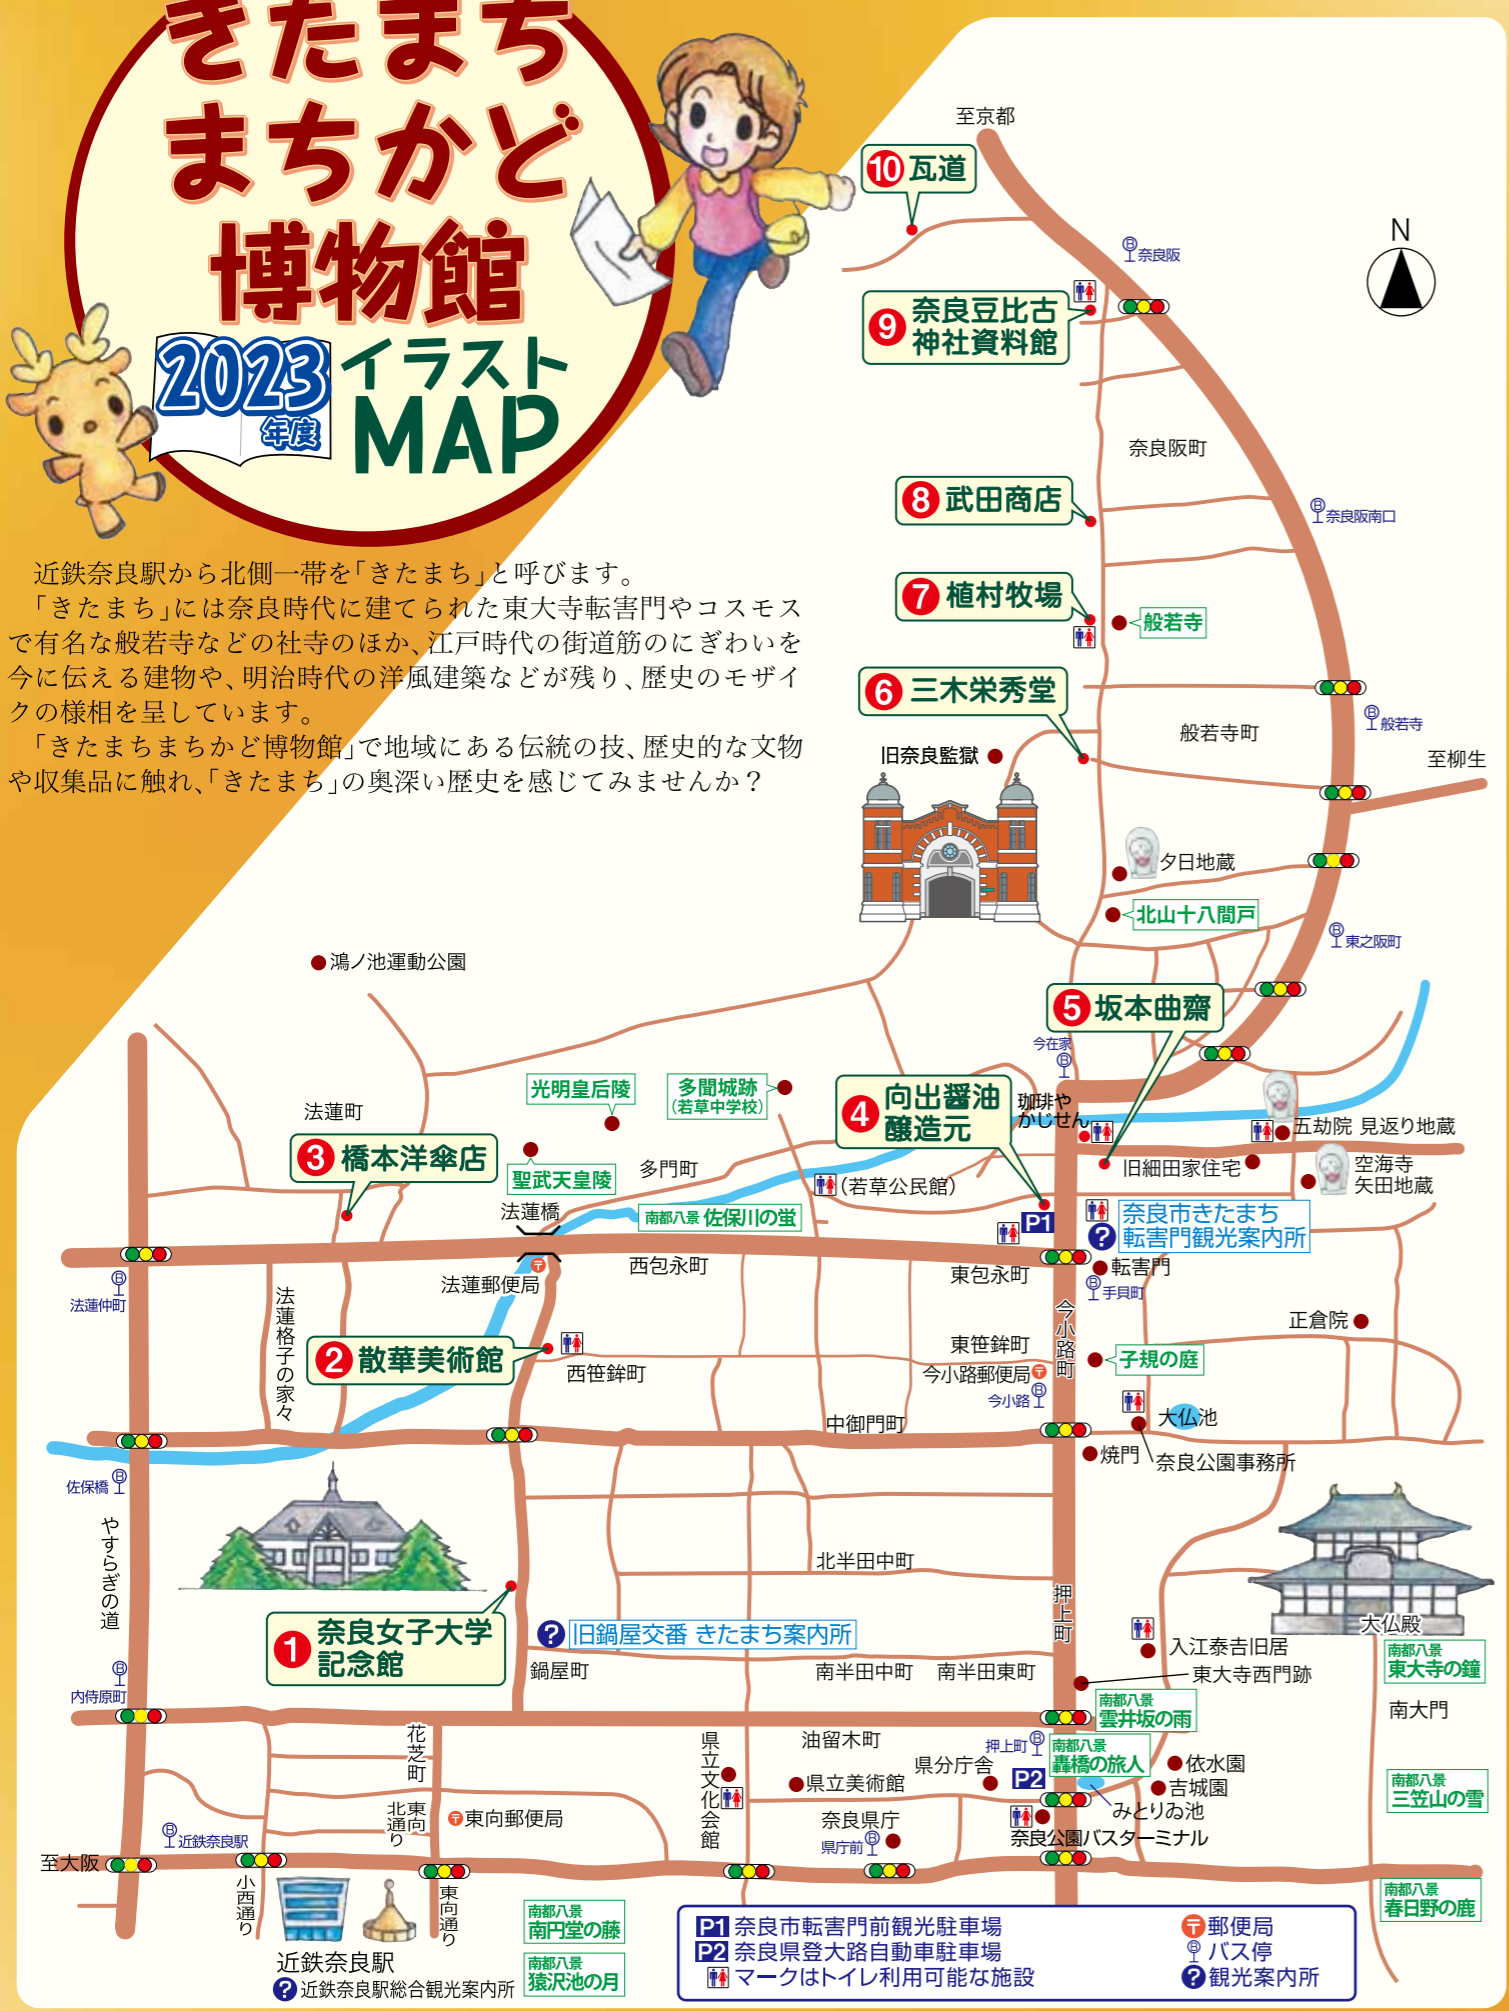 きたまち
まちかど
博物館
2023
年度
イラスト
MAP
近鉄奈良駅から北側一帯を「きたまち」と呼びます。
「きたまち」には奈良時代に建てられた東大寺転害門やコスモス
で有名な般若寺などの社寺のほか、江戸時代の街道筋のにぎわいを
今に伝える建物や、明治時代の洋風建築などが残り、歴史のモザイ
クの様相を呈しています。
「きたまちまちかど博物館」で地域にある伝統の技、歴史的な文物
や収集品に触れ、「きたまち」の奥深い歴史を感じてみませんか？
至京都
N
10 瓦道
奈良阪
9 奈良豆比古
神社資料館
奈良阪町
8 武田商店
奈良阪南口
7 植村牧場
般若寺
6 三木栄秀堂
般若寺
般若寺町
旧奈良監獄
至柳生
夕日地蔵
北山十八間戸
東之阪町
鴻ノ池運動公園
5 坂本曲齋
今在家
光明皇后陵
多聞城跡
(若草中学校)
4 向出醤油
醸造元
珈琲や
かじせん
法蓮町
3 橋本洋傘店
五劫院 見返り地蔵
聖武天皇陵
多門町
旧細田家住宅
空海寺
矢田地蔵
(若草公民館)
法蓮橋
南都八景 佐保川の蛍
P1
奈良市きたまち
転害門観光案内所
?
西包永町
東包永町
転害門
法蓮郵便局
〒
手貝町
法蓮仲町
法蓮格子の家々
今小路町
正倉院
2 散華美術館
東笹鉾町
西笹鉾町
子規の庭
今小路郵便局
〒
今小路
中御門町
大仏池
焼門
奈良公園事務所
佐保橋
やすらぎの道
北半田中町
押上町
大仏殿
1 奈良女子大学
記念館
? 旧鍋屋交番 きたまち案内所
入江泰𠮷旧居
南都八景
東大寺の鐘
鍋屋町
南半田中町
南半田東町
東大寺西門跡
内侍原町
南都八景
雲井坂の雨
南大門
花芝町
県立文化会館
油留木町
押上町
南都八景
轟橋の旅人
県分庁舎
依水園
P2
県立美術館
吉城園
南都八景
三笠山の雪
東向
北通り
〒東向郵便局
みとりゐ池
奈良県庁
県庁前
奈良公園バスターミナル
近鉄奈良駅
至大阪
小西通り
東向通り
南都八景
春日野の鹿
南都八景
南円堂の藤
近鉄奈良駅
南都八景
猿沢池の月
? 近鉄奈良駅総合観光案内所
P1 奈良市転害門前観光駐車場
P2 奈良県登大路自動車駐車場
マークはトイレ利用可能な施設
〒郵便局
バス停
? 観光案内所